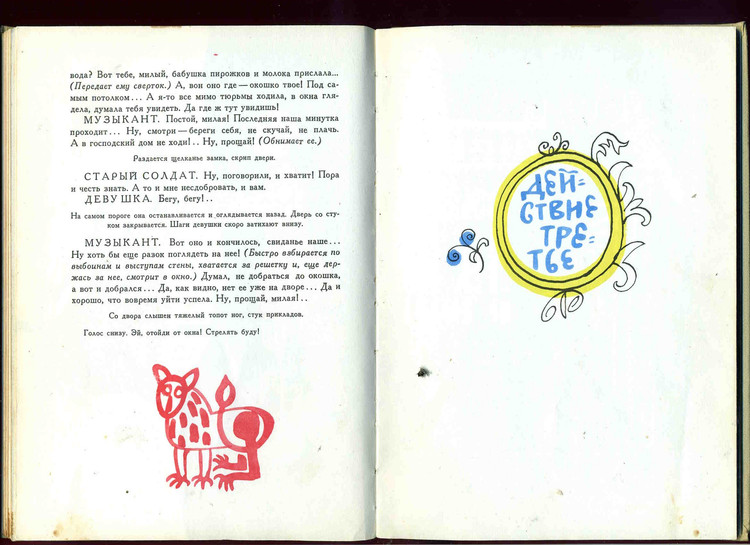 вода? Вот тебе, милый, бабушка пирожков и молока прислала...
(Передает ему сверток.) А, вон оно где — окошко твое! Под са-
мым потолком... А я-то все мимо тюрьмы ходила, в окна гля-
дела, думала тебя увидеть. Да где ж тут увидишь!
МУЗЫКАНТ. Постой, милая! Последняя наша минутка
проходит... Ну, смотри — береги себя, не скучай, не плачь.
А в господский дом не ходи!.. Ну, прощай! (Обнимает ее.)
Раздается щелканье замка, скрип двери.
СТАРЫЙ СОЛДАТ. Ну, поговорили, и хватит! Пора
и честь знать. А то и мне несдобровать, и вам.
ДЕВУШКА. Бегу, бегу!..
На самом пороге она останавливается и оглядывается назад. Дверь со сту-
ком закрывается. Шаги девушки скоро затихают внизу.
МУЗЫКАНТ. Вот оно и кончилось, свиданье наше...
Ну хоть бы еще разок поглядеть на нее! (Быстро взбирается по
выбоинам и выступам стены, хватается за решетку и, еле дер-
жась за нее, смотрит в окно.) Думал, не добраться до окошка,
а вот и добрался... Да, как видно, нет ее уже на дворе... Да и
хорошо, что вовремя уйти успела. Ну, прощай, милая!..
Со двора слышен тяжелый топот ног, стук прикладов.
Голос снизу. Эй, отойди от окна! Стрелять буду!
ДЕЙ=
СТВИЕ
ТРЕ=
ТЬЕ